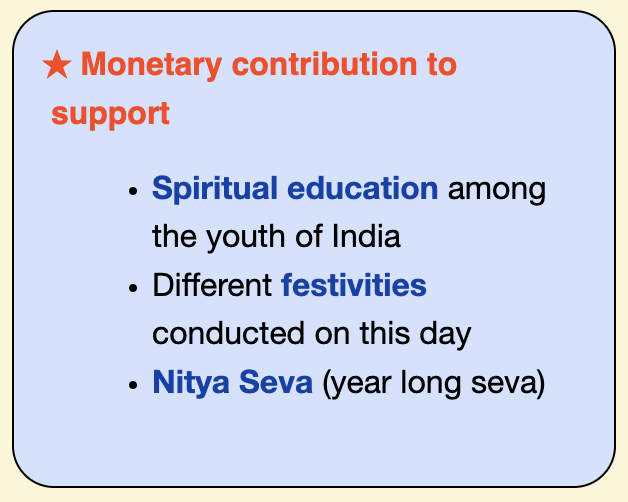 ★ Monetary contribution to
support
• Spiritual education among
the youth of India
• Different festivities
conducted on this day
• Nitya Seva (year long seva)